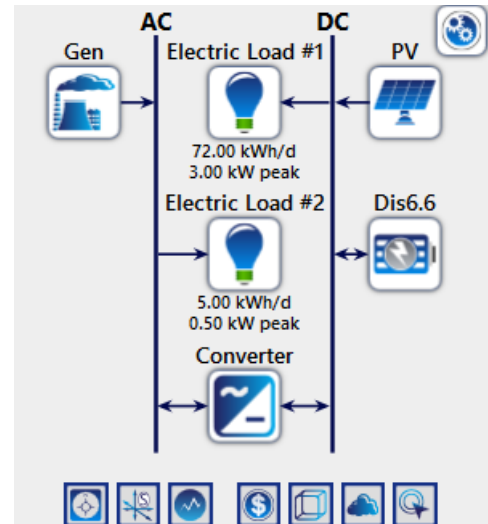 AC DC
Gen Electric Load #1 PV
72.00 kWh/d
3.00 kW peak
Electric Load #2 Dis6.6
5.00 kWh/d
0.50 kW peak
Converter